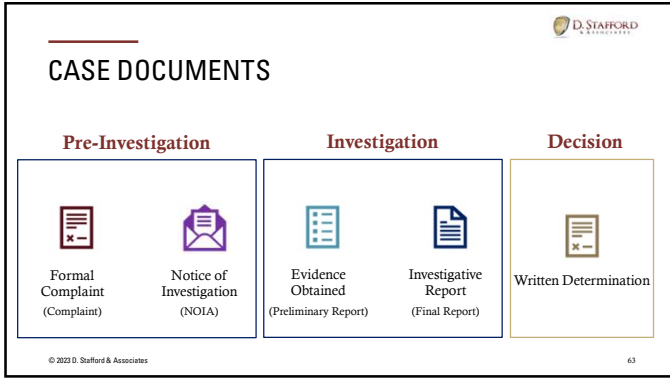 D. STAFFORD
& ASSOCIATES
CASE DOCUMENTS
Pre-Investigation
Investigation
Decision
Formal
Complaint
(Complaint)
Notice of
Investigation
(NOIA)
Evidence
Obtained
(Preliminary Report)
Investigative
Report
(Final Report)
Written Determination
© 2023 D. Stafford & Associates
63